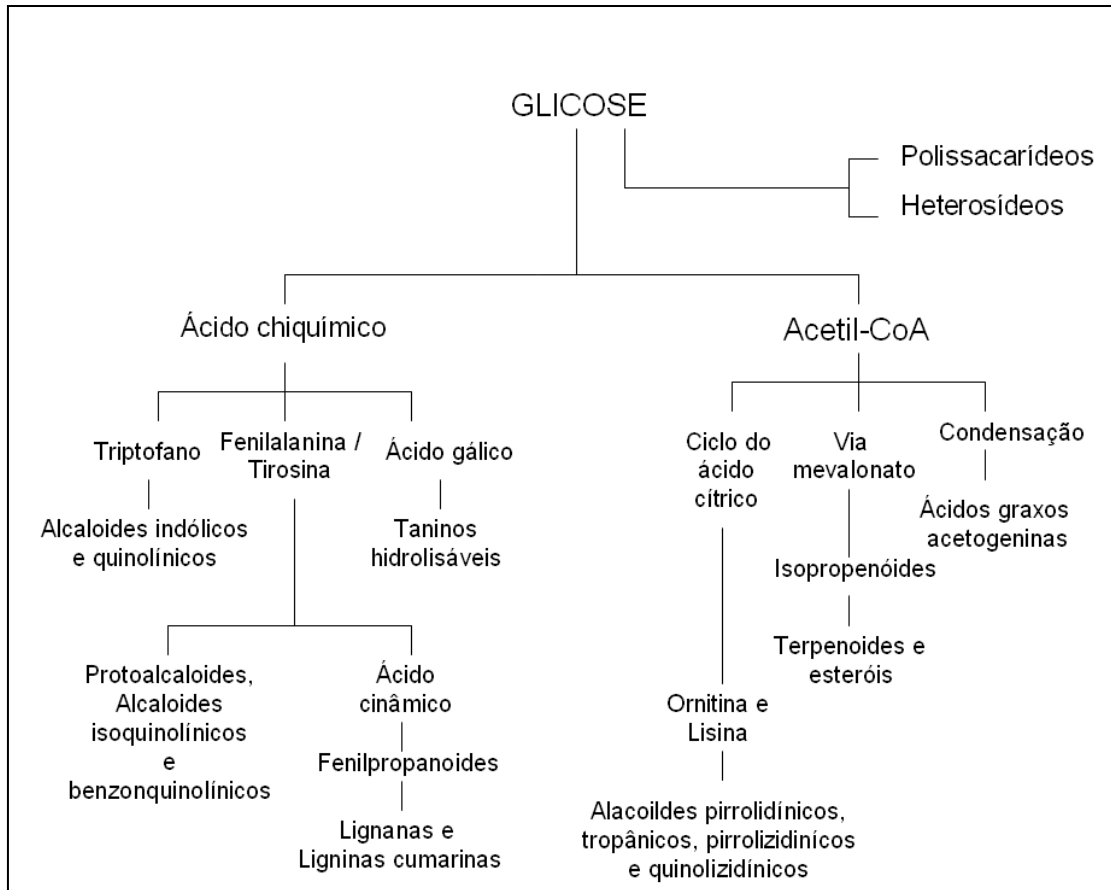 GLICOSE
Polissacarídeos
Heterosídeos
Ácido chiquímico
Acetil-CoA
Triptofano
Fenilalanina /
Tirosina
Ácido gálico
Ciclo do
ácido
cítrico
Via
mevalonato
Condensação
Alcaloides indólicos
e quinolínicos
Taninos
hidrolisáveis
Ácidos graxos
acetogeninas
Isopropenóides
Terpenoides e
esteróis
Protoalcaloides,
Alcaloides
isoquinolínicos
e
benzonquinolínicos
Ácido
cinâmico
Fenilpropanoides
Lignanas e
Ligninas cumarinas
Ornitina e
Lisina
Alacoildes pirrolidínicos,
tropânicos, pirrolizidinícos
e quinolizidínicos